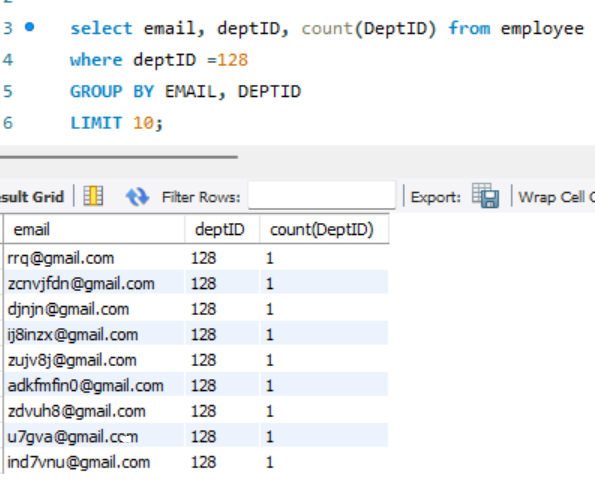 3 select email, deptID, count(DeptID) from employee
4 where deptID =128
5 GROUP BY EMAIL, DEPTID
6 LIMIT 10;
sult Grid Filter Rows: Export: Wrap Cell C
email deptID count(DeptID)
rrq@gmail.com 128 1
zcnvjfdn@gmail.com 128 1
djnjn@gmail.com 128 1
ij8inzx@gmail.com 128 1
zujv8j@gmail.com 128 1
adkfmfin0@gmail.com 128 1
zdvuh8@gmail.com 128 1
u7gva@gmail.com 128 1
ind7vnu@gmail.com 128 1